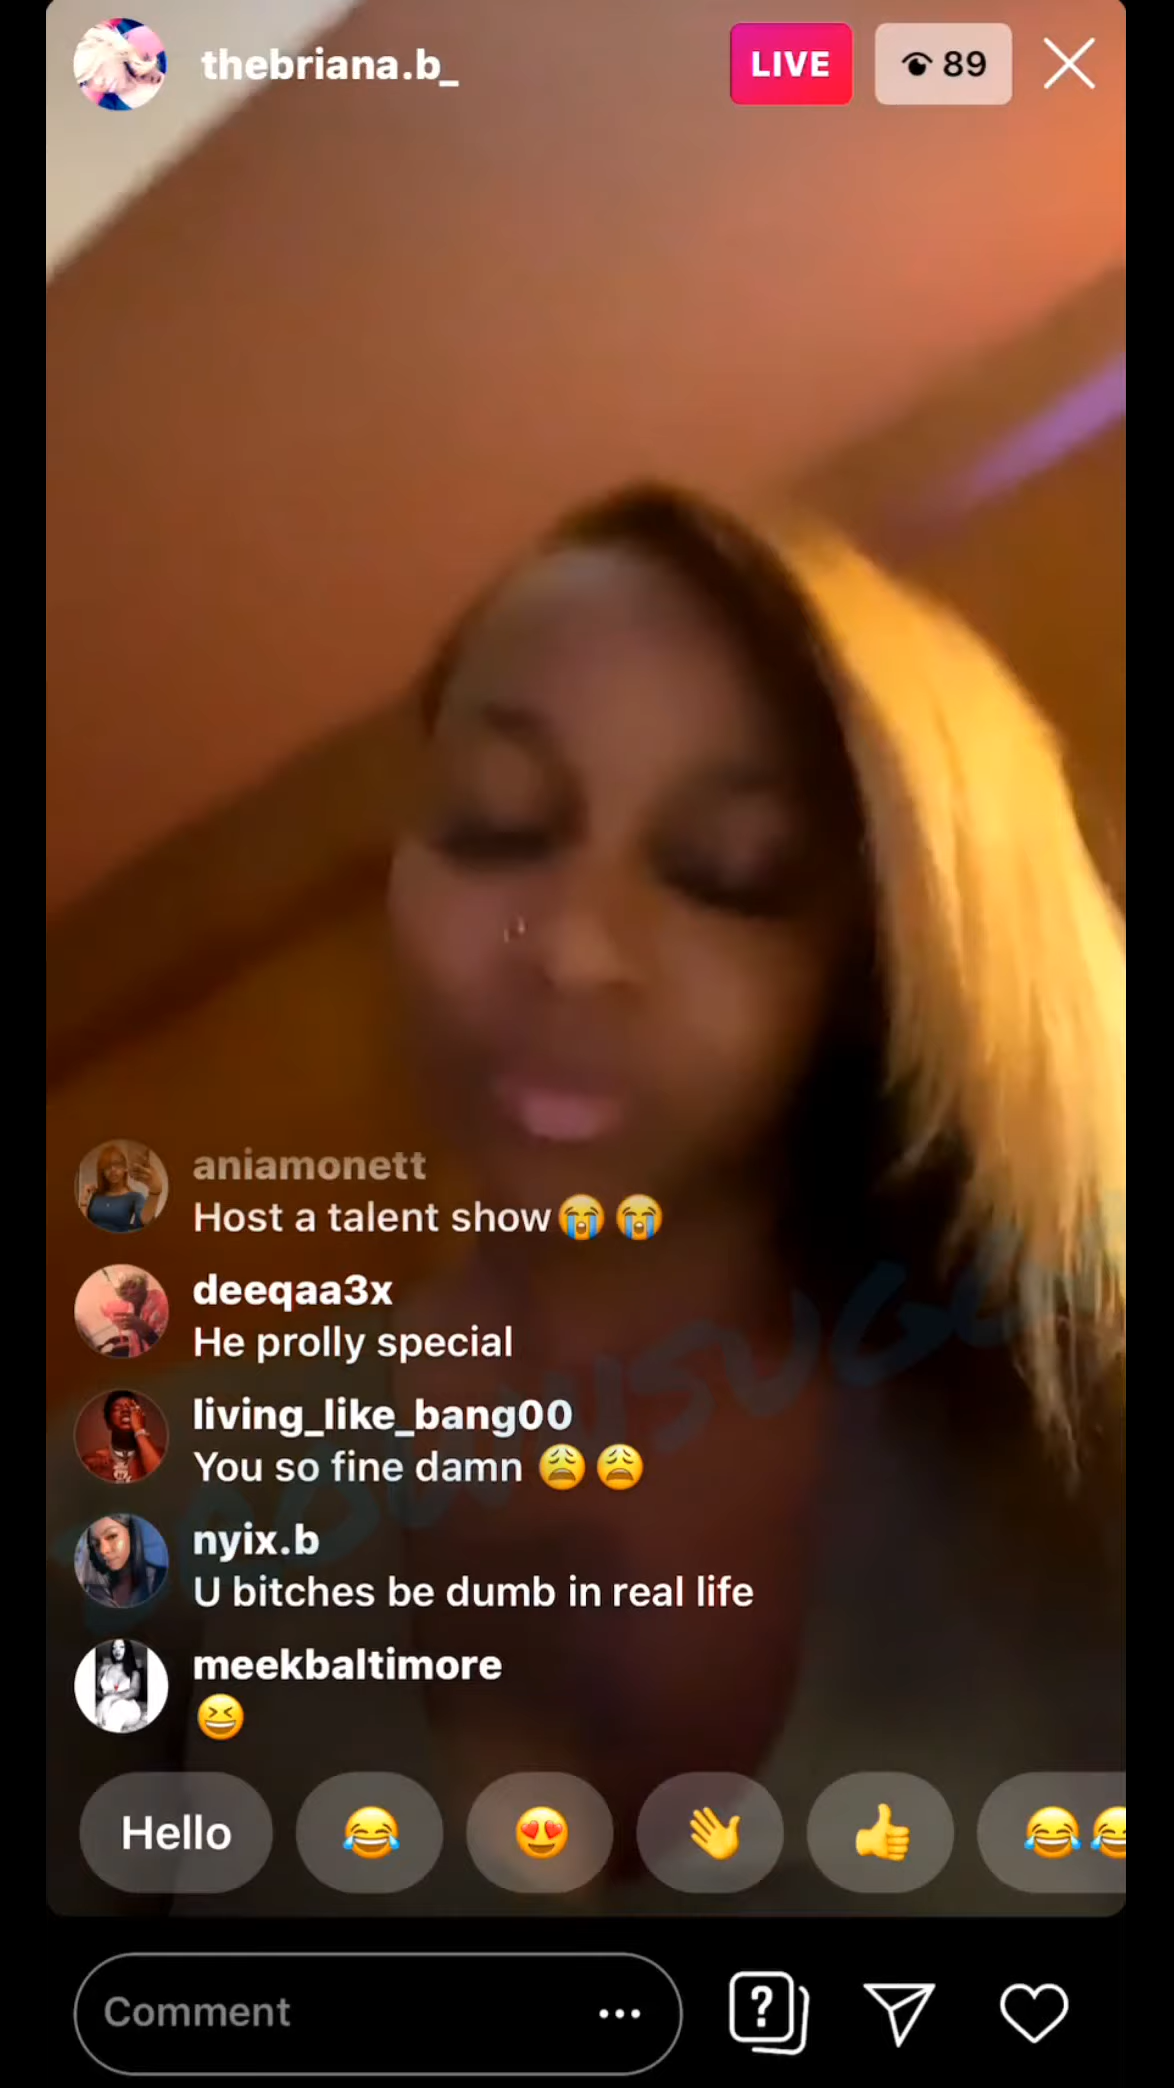 thebriana.b_
LIVE
89
aniamonett
Host a talent show😭😭
deeqaa3x
He prolly special
living_like_bang00
You so fine damn 😩😩
nyix.b
U bitches be dumb in real life
meekbaltimore
😆
Hello 😂 😍 👋 👍 😂😂
Comment
?